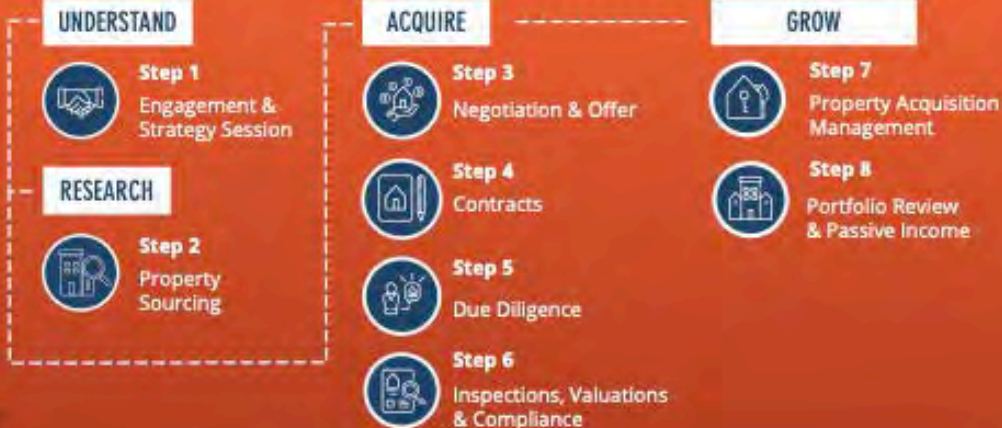 UNDERSTAND
Step 1
Engagement &
Strategy Session
RESEARCH
Step 2
Property
Sourcing
ACQUIRE
Step 3
Negotiation & Offer
Step 4
Contracts
Step 5
Due Diligence
Step 6
Inspections, Valuations
& Compliance
GROW
Step 7
Property Acquisition
Management
Step 8
Portfolio Review
& Passive Income